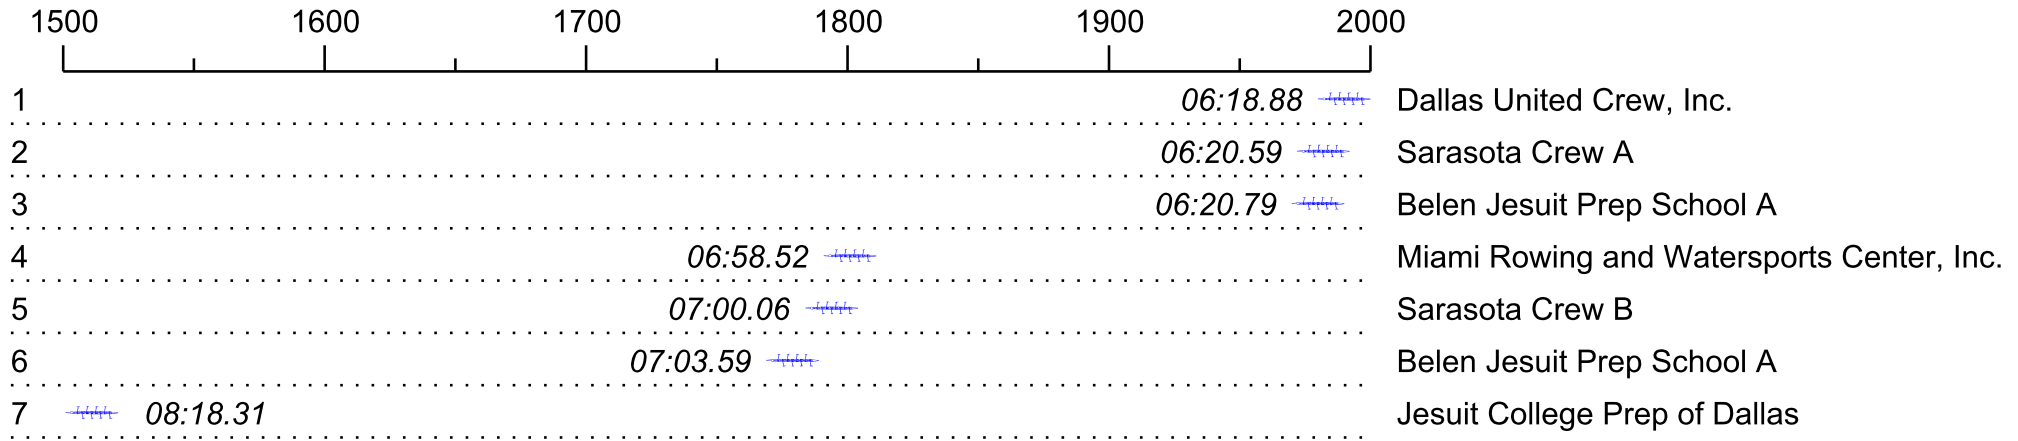 1500 1600 1700 1800 1900 2000
1 06:18.88 Dallas United Crew, Inc.
2 06:20.59 Sarasota Crew A
3 06:20.79 Belen Jesuit Prep School A
4 06:58.52 Miami Rowing and Watersports Center, Inc.
5 07:00.06 Sarasota Crew B
6 07:03.59 Belen Jesuit Prep School A
7 08:18.31 Jesuit College Prep of Dallas